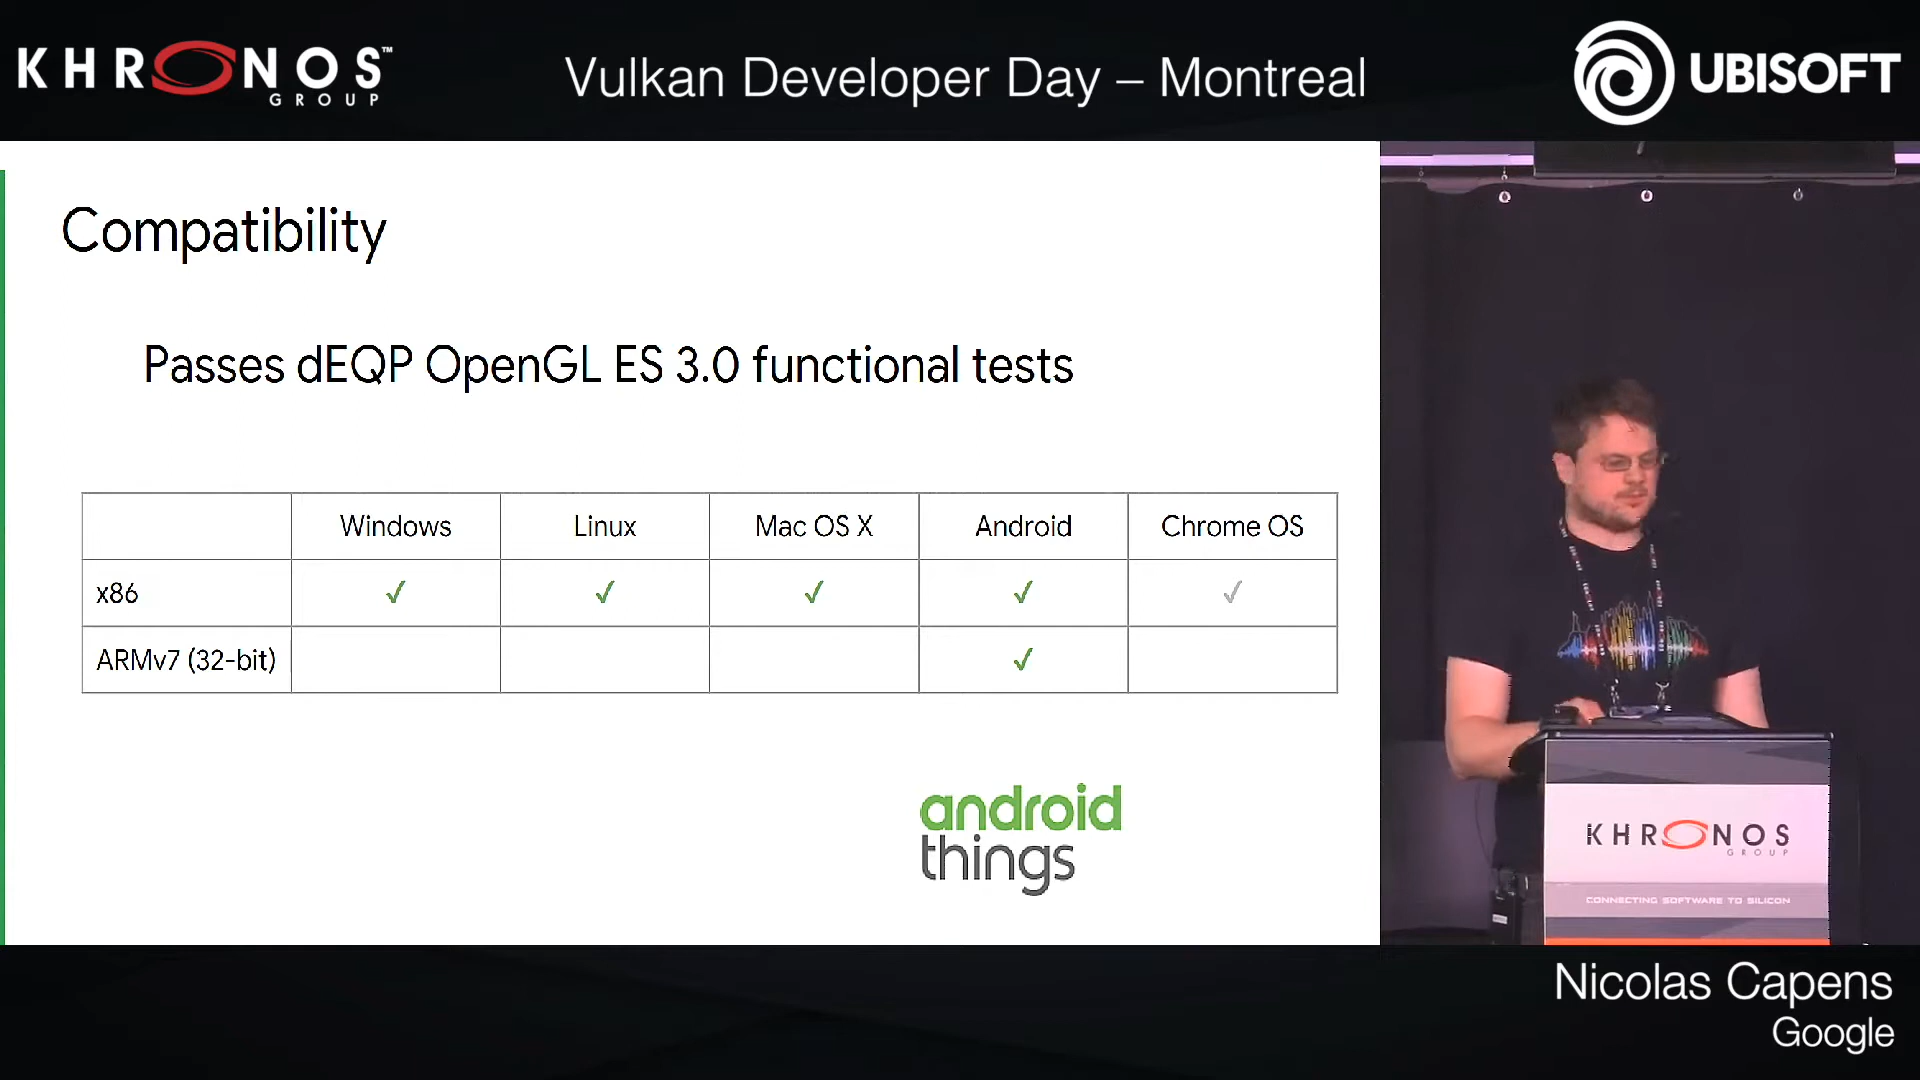 KHRONOS™
GROUP
Vulkan Developer Day – Montreal
UBISOFT
Compatibility
Passes dEQP OpenGL ES 3.0 functional tests
Windows Linux Mac OS X Android Chrome OS
x86 ✓ ✓ ✓ ✓ ✓
ARMv7 (32-bit) ✓
android
things
KHRONOS
GROUP
CONNECTING SOFTWARE TO SILICON
Nicolas Capens
Google